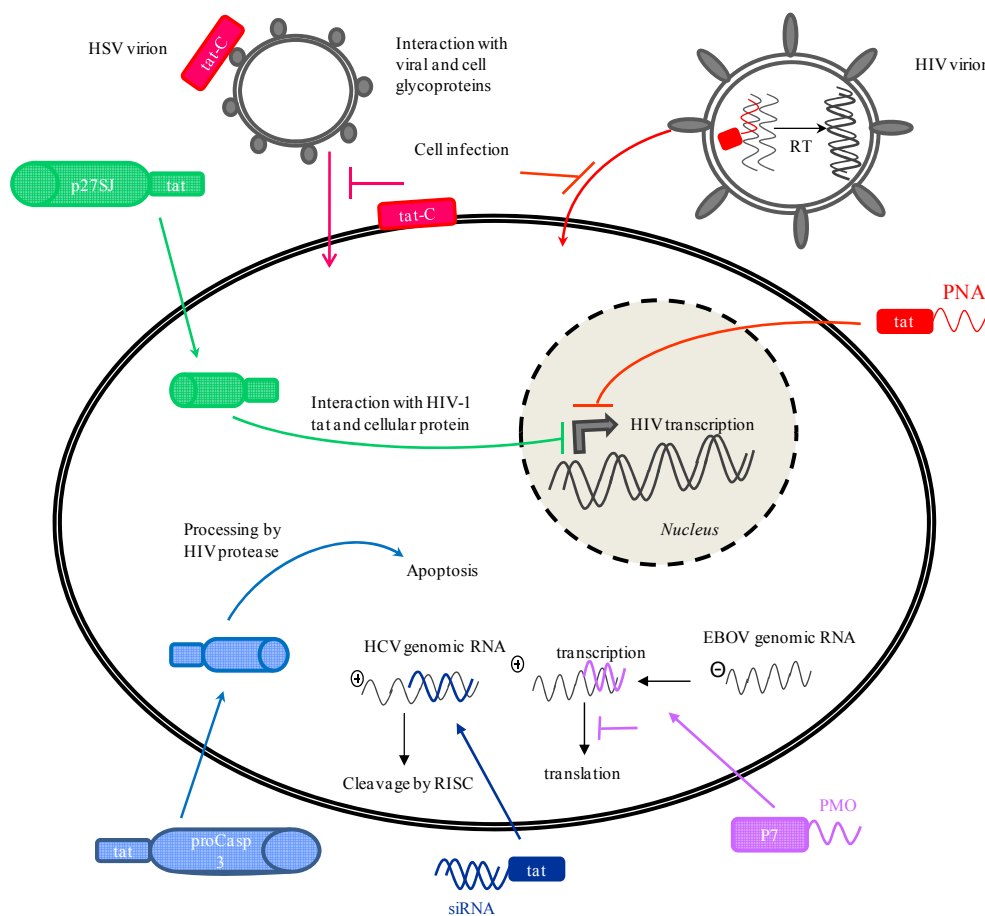 HSV virion
tat-C
Interaction with
viral and cell
glycoproteins
HIV virion
RT
Cell infection
p27SJ
tat
tat-C
PNA
tat
Interaction with HIV-1
tat and cellular protein
HIV transcription
Nucleus
Processing by
HIV protease
Apoptosis
HCV genomic RNA
+
transcription
+
EBOV genomic RNA
-
Cleavage by RISC
translation
PMO
P7
tat
proCasp
3
tat
siRNA